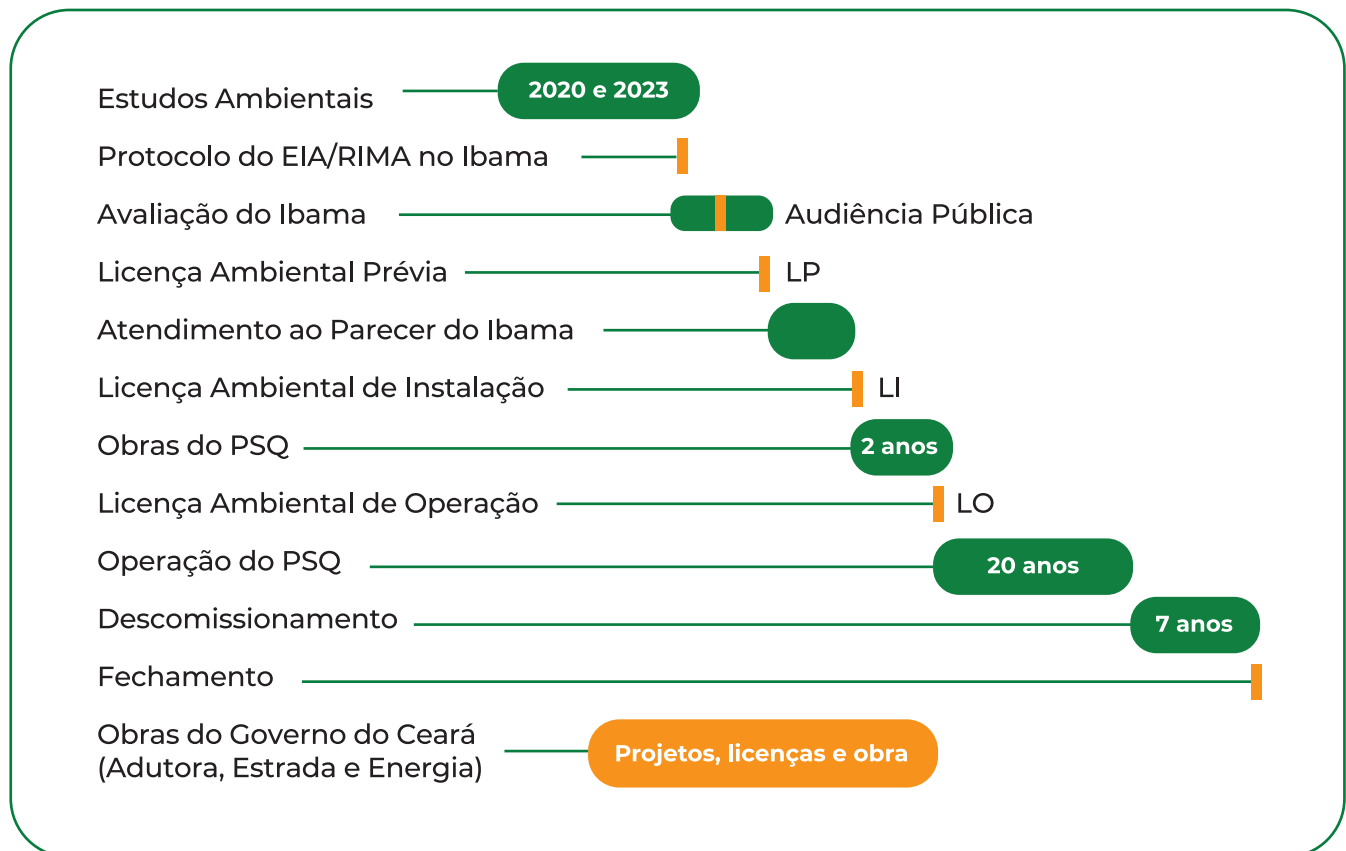 Estudos Ambientais 2020 e 2023
Protocolo do EIA/RIMA no Ibama
Avaliação do Ibama Audiência Pública
Licença Ambiental Prévia LP
Atendimento ao Parecer do Ibama
Licença Ambiental de Instalação LI
Obras do PSQ 2 anos
Licença Ambiental de Operação LO
Operação do PSQ 20 anos
Descomissionamento 7 anos
Fechamento
Obras do Governo do Ceará
(Adutora, Estrada e Energia) Projetos, licenças e obra